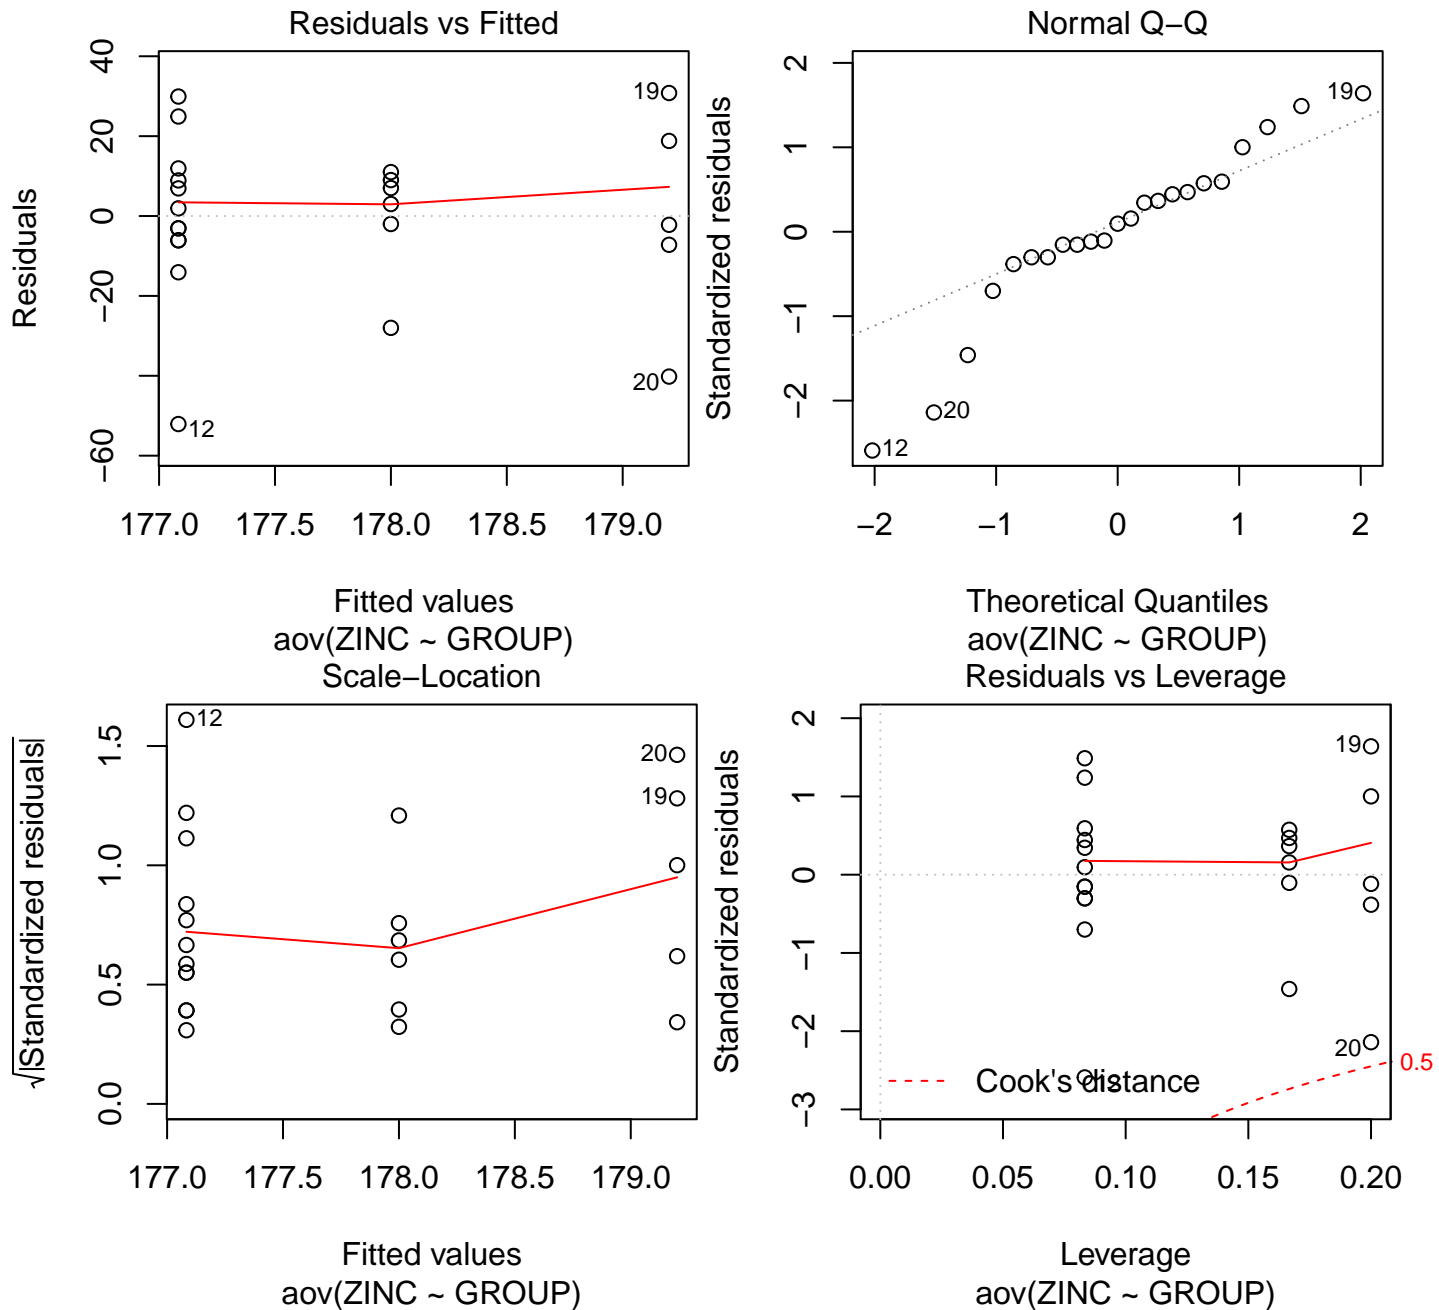 Residuals vs Fitted
40
20
0
−20
−60
Residuals
19
20
12
177.0 177.5 178.0 178.5 179.0
Fitted values
aov(ZINC ~ GROUP)
Normal Q−Q
2
1
0
−1
−2
Standardized residuals
19
20
12
−2 −1 0 1 2
Theoretical Quantiles
aov(ZINC ~ GROUP)
Scale−Location
1.5
1.0
0.5
0.0
√|Standardized residuals|
12
20
19
177.0 177.5 178.0 178.5 179.0
Fitted values
aov(ZINC ~ GROUP)
Residuals vs Leverage
2
1
0
−1
−2
−3
Standardized residuals
19
20
0.5
Cook's distance
12
0.00 0.05 0.10 0.15 0.20
Leverage
aov(ZINC ~ GROUP)